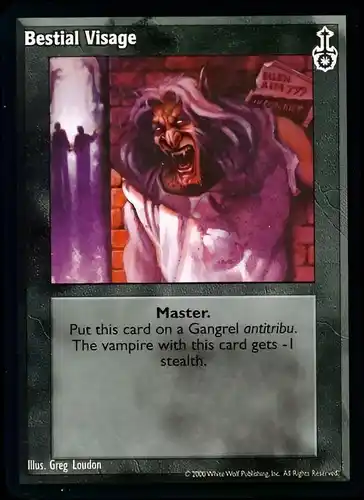 Bestial Visage
Master.
Put this card on a Gangrel antitribu.
The vampire with this card gets -1
stealth.
Illus. Greg Loudon
© 2000 White Wolf Publishing, Inc. All Rights Reserved.